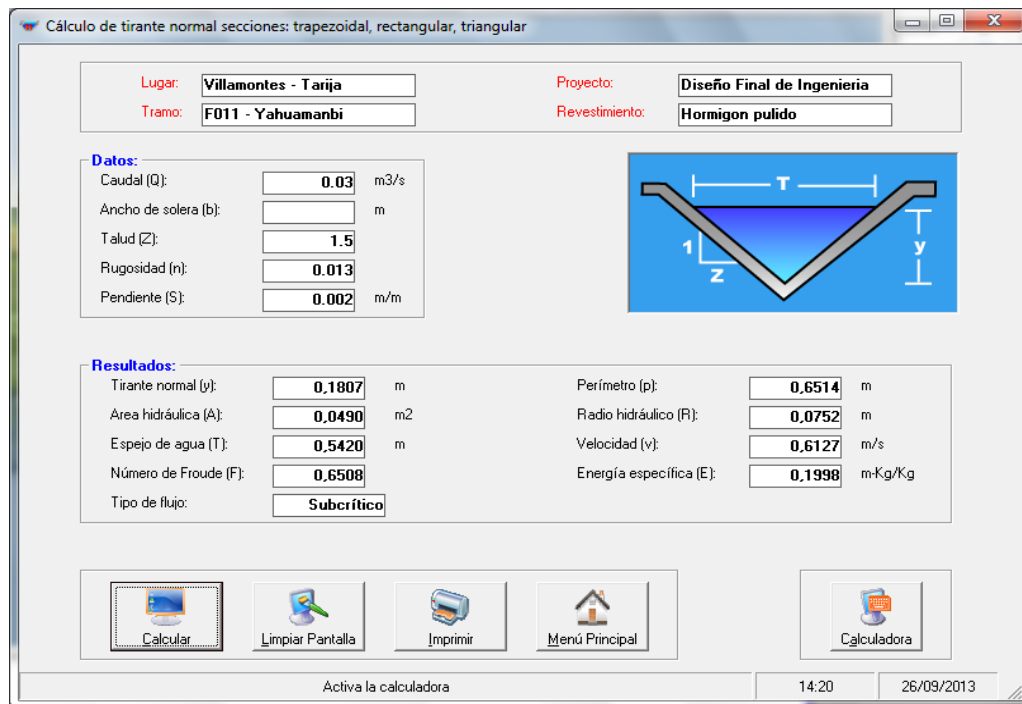 Cálculo de tirante normal secciones: trapezoidal, rectangular, triangular
Lugar: Villamontes - Tarija Proyecto: Diseño Final de Ingenieria
Tramo: F011 - Yahuamanbi Revestimiento: Hormigon pulido
Datos:
Caudal (Q): 0.03 m3/s
Ancho de solera (b): m
Talud (Z): 1.5
Rugosidad (n): 0.013
Pendiente (S): 0.002 m/m
T
1
Z
y
Resultados:
Tirante normal (y): 0,1807 m Perímetro (p): 0,6514 m
Area hidráulica (A): 0,0490 m2 Radio hidráulico (R): 0,0752 m
Espejo de agua (T): 0,5420 m Velocidad (v): 0,6127 m/s
Número de Froude (F): 0,6508 Energía específica (E): 0,1998 m-Kg/Kg
Tipo de flujo: Subcrítico
Calcular Limpiar Pantalla Imprimir Menú Principal Calculadora
Activa la calculadora 14:20 26/09/2013